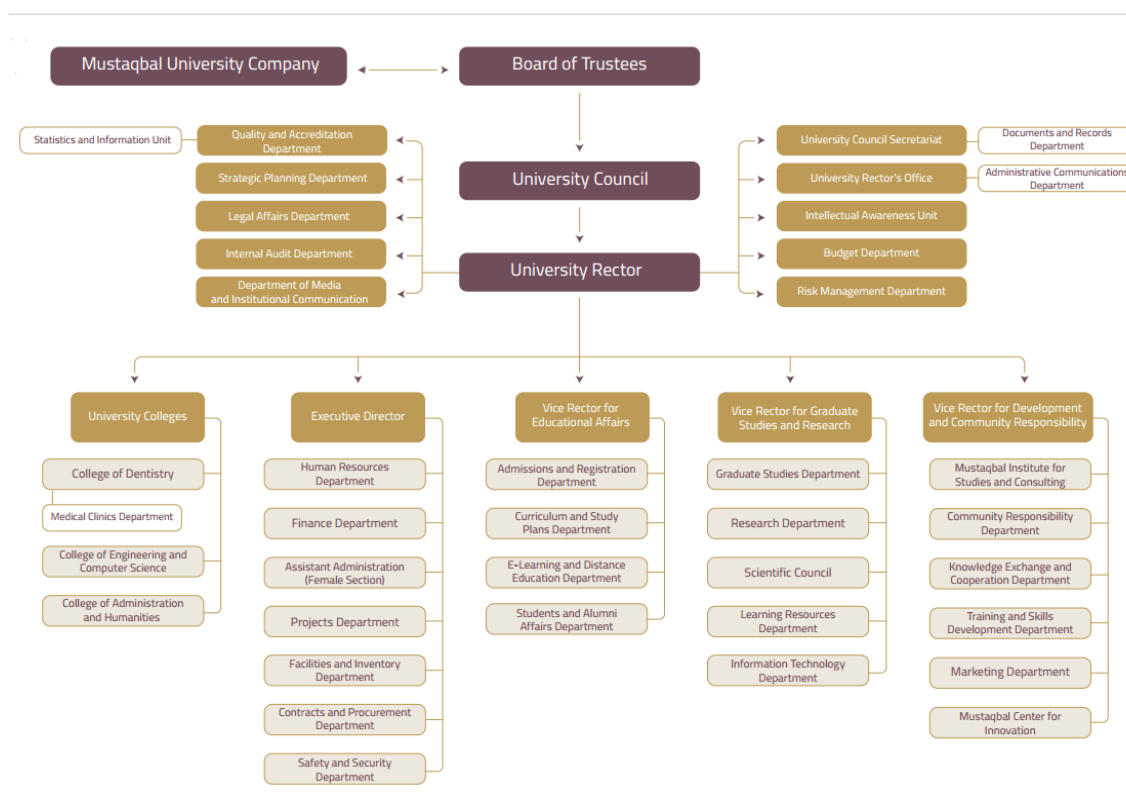 Mustaqbal University Company
Board of Trustees
Statistics and Information Unit
Quality and Accreditation
Department
University Council Secretariat
Documents and Records
Department
Strategic Planning Department
University Council
University Rector's Office
Administrative Communications
Department
Legal Affairs Department
Intellectual Awareness Unit
Internal Audit Department
University Rector
Budget Department
Department of Media
and Institutional Communication
Risk Management Department
University Colleges
College of Dentistry
Medical Clinics Department
College of Engineering and
Computer Science
College of Administration
and Humanities
Executive Director
Human Resources
Department
Finance Department
Assistant Administration
(Female Section)
Projects Department
Facilities and Inventory
Department
Contracts and Procurement
Department
Safety and Security
Department
Vice Rector for
Educational Affairs
Admissions and Registration
Department
Curriculum and Study
Plans Department
E-Learning and Distance
Education Department
Students and Alumni
Affairs Department
Vice Rector for Graduate
Studies and Research
Graduate Studies Department
Research Department
Scientific Council
Learning Resources
Department
Information Technology
Department
Vice Rector for Development
and Community Responsibility
Mustaqbal Institute for
Studies and Consulting
Community Responsibility
Department
Knowledge Exchange and
Cooperation Department
Training and Skills
Development Department
Marketing Department
Mustaqbal Center for
Innovation